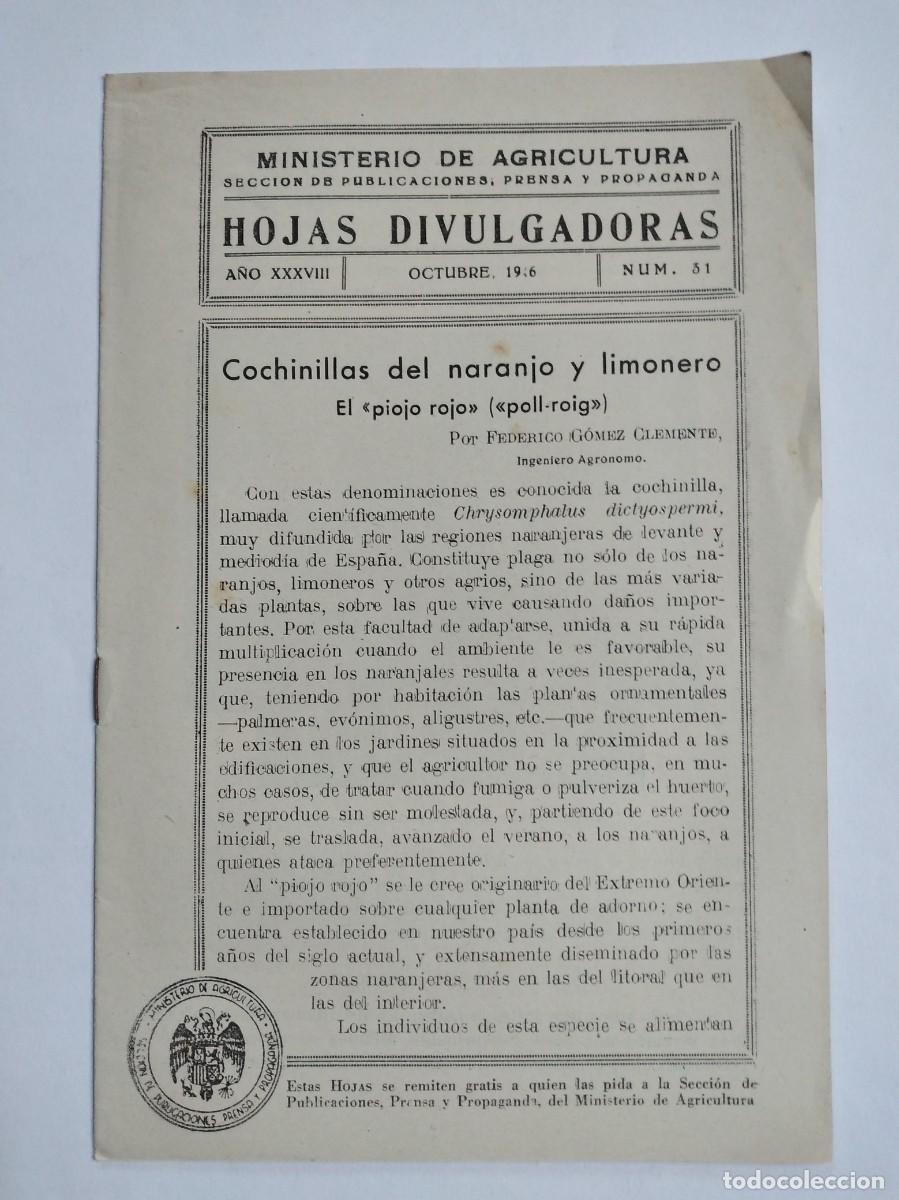 MINISTERIO DE AGRICULTURA
SECCION DE PUBLICACIONES, PRENSA Y PROPAGANDA
HOJAS DIVULGADORAS
AÑO XXXVIII
OCTUBRE, 19 6
NUM. 31
Cochinillas del naranjo y limonero
El «piojo rojo» («poll-roig»)
POR FEDERICO GÓMEZ CLEMENTE,
Ingeniero Agronomo.
Con estas denominaciones es conocida la cochinilla,
llamada científicamente Chrysomphalus dictyospermi,
muy difundida por las regiones naranjeras de levante y
mediodía de España. Constituye plaga no sólo de los na-
ranjos, limoneros y otros agrios, sino de las más varia-
das plantas, sobre las que vive causando daños impor-
tantes. Por esta facultad de adaptarse, unida a su rápida
multiplicación cuando el ambiente le es favorable, su
presencia en los naranjales resulta a veces inesperada, ya
que, teniendo por habitación las plantas ornamentales
—palmeras, evónimos, aligustres, etc.—que frecuentemen-
te existen en los jardines situados en la proximidad a las
edificaciones, y que el agricultor no se preocupa, en mu-
chos casos, de tratar cuando fumiga o pulveriza el huerto,
se reproduce sin ser molestada, y, partiendo de este foco
inicial, se traslada, avanzado el verano, a los naranjos, a
quienes ataca preferentemente.
Al "piojo rojo" se le cree originario del Extremo Orien-
te e importado sobre cualquier planta de adorno; se en-
cuentra establecido en nuestro país desde los primeros
años del siglo actual, y extensamente diseminado por las
zonas naranjeras, más en las del litoral que en
las del interior.
Los individuos de esta especie se alimentan
MINISTERIO DE AGRICULTURA
SECCION DE PUBLICACIONES PRENSA Y PROPAGANDA
Estas HOJAS se remiten gratis a quien las pida a la Sección de
Publicaciones, Prensa y Propaganda, del Ministerio de Agricultura
todocoleccion